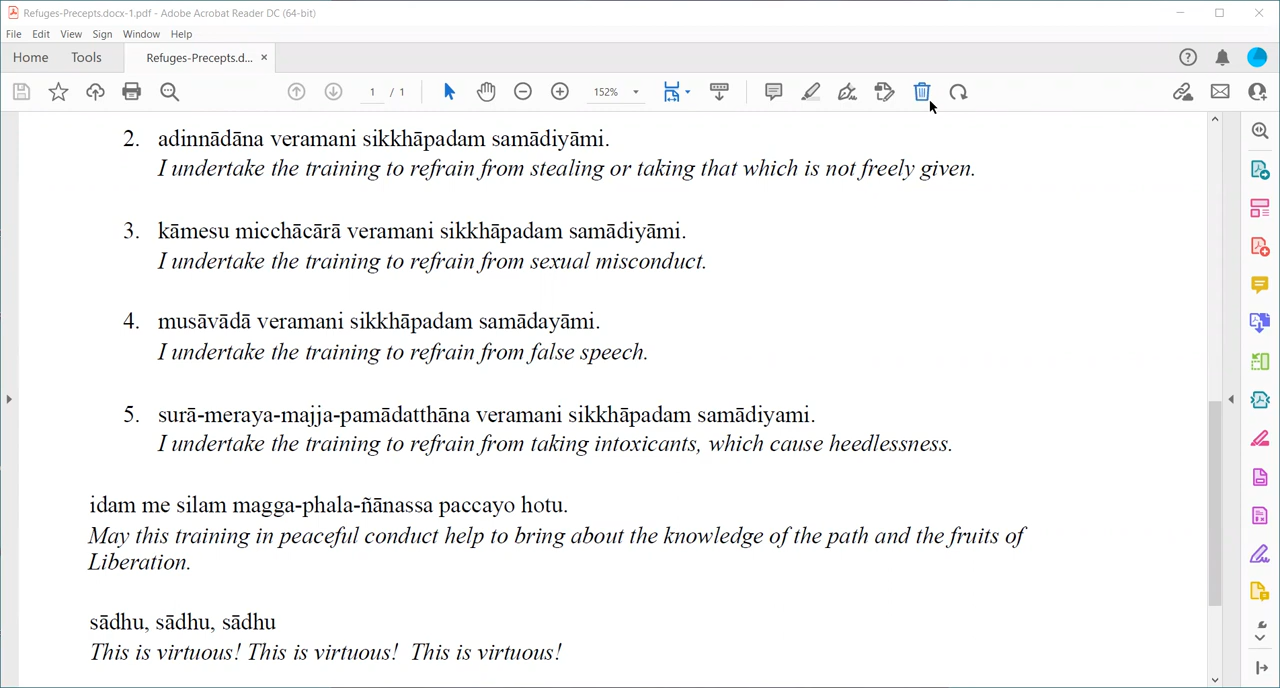 Refuges-Precepts.docx-1.pdf - Adobe Acrobat Reader DC (64-bit)
File Edit View Sign Window Help
Home Tools Refuges-Precepts.d... ×
1 / 1 152%
2. adinnādāna veramani sikkhāpadam samādiyāmi.
I undertake the training to refrain from stealing or taking that which is not freely given.
3. kāmesu micchācārā veramani sikkhāpadam samādiyāmi.
I undertake the training to refrain from sexual misconduct.
4. musāvādā veramani sikkhāpadam samādayāmi.
I undertake the training to refrain from false speech.
5. surā-meraya-majja-pamādatthāna veramani sikkhāpadam samādiyami.
I undertake the training to refrain from taking intoxicants, which cause heedlessness.
idam me silam magga-phala-ñānassa paccayo hotu.
May this training in peaceful conduct help to bring about the knowledge of the path and the fruits of
Liberation.
sādhu, sādhu, sādhu
This is virtuous! This is virtuous!  This is virtuous!